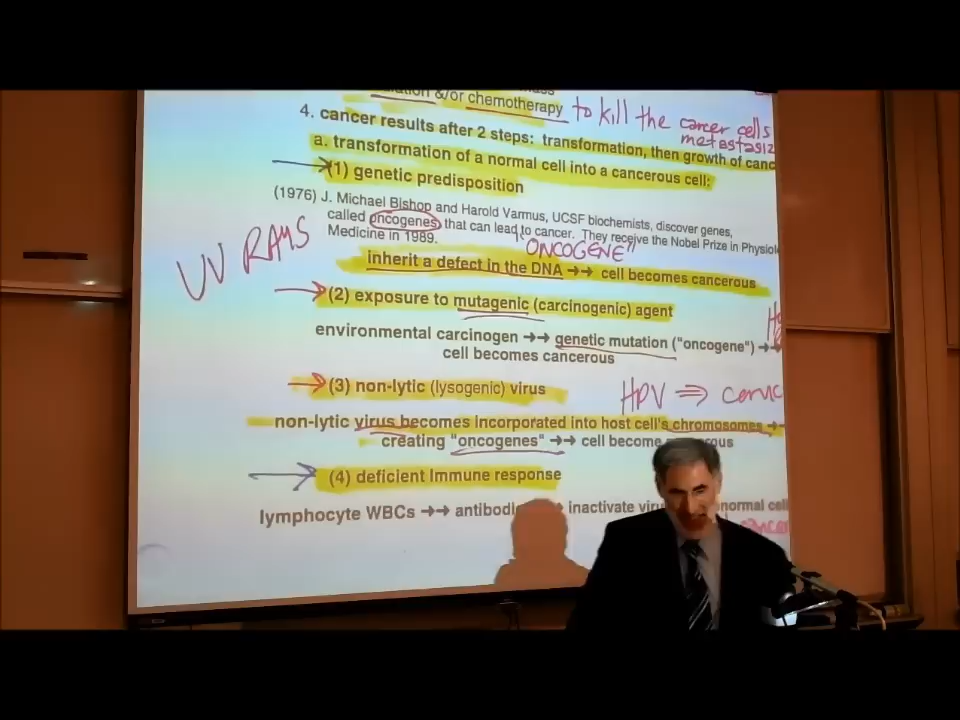 &/or chemotherapy to kill the cancer cells
metastasiz
4. cancer results after 2 steps: transformation, then growth of canc
a. transformation of a normal cell into a cancerous cell:
(1) genetic predisposition
(1976) J. Michael Bishop and Harold Varmus, UCSF biochemists, discover genes,
called oncogenes that can lead to cancer. They receive the Nobel Prize in Physiol
Medicine in 1989.
"ONCOGENE"
UV RAYS
inherit a defect in the DNA →→ cell becomes cancerous
(2) exposure to mutagenic (carcinogenic) agent
environmental carcinogen →→ genetic mutation ("oncogene") →
cell becomes cancerous
(3) non-lytic (lysogenic) virus
HPV ⇒ cervic
non-lytic virus becomes incorporated into host cell's chromosomes →
creating "oncogenes" →→ cell become
(4) deficient Immune response
lymphocyte WBCs →→ antibodi inactivate viru normal cell
cancer